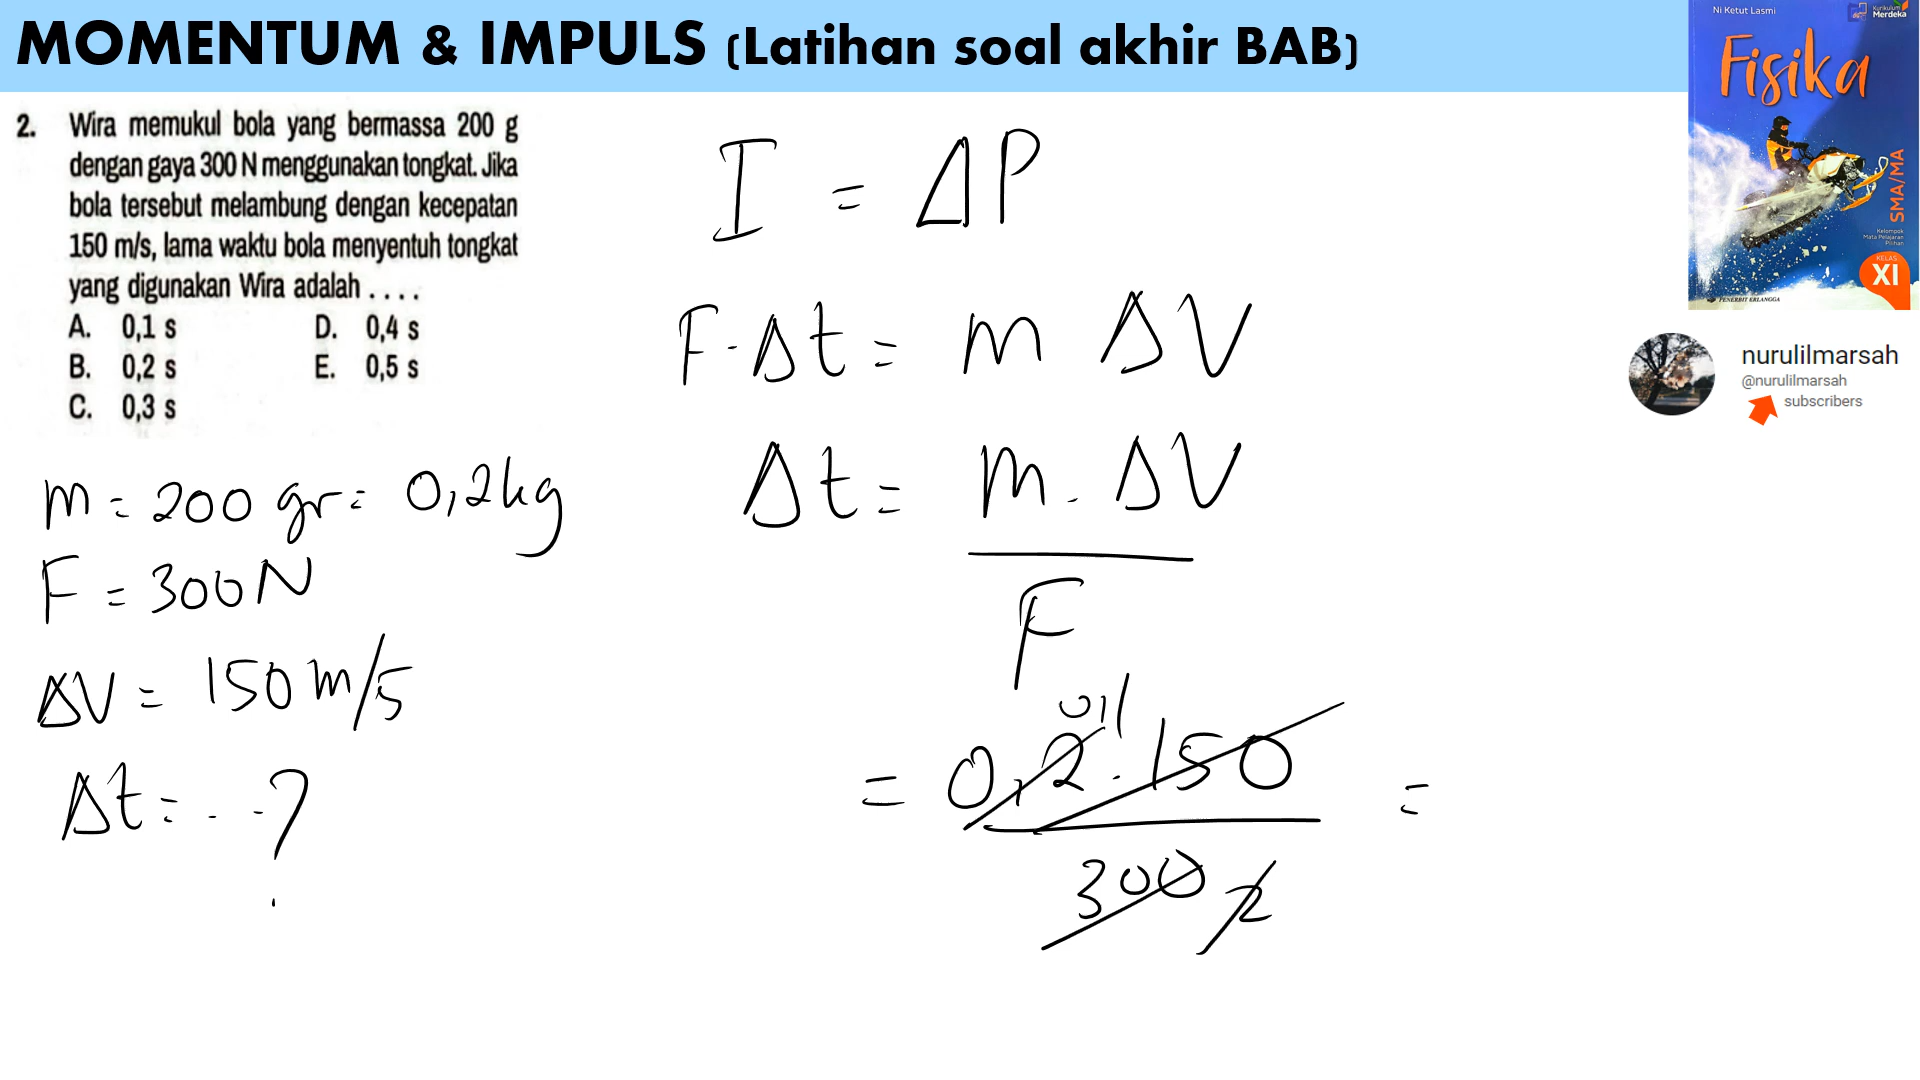 MOMENTUM & IMPULS (Latihan soal akhir BAB)
2. Wira memukul bola yang bermassa 200 g
dengan gaya 300 N menggunakan tongkat. Jika
bola tersebut melambung dengan kecepatan
150 m/s, lama waktu bola menyentuh tongkat
yang digunakan Wira adalah . . . .
A. 0,1 s D. 0,4 s
B. 0,2 s E. 0,5 s
C. 0,3 s
m = 200 gr = 0,2kg
F = 300N
ΔV = 150 m/s
Δt = . . ?
I = ΔP
F . Δt = m ΔV
Δt = m . ΔV
F
0,1
= 0,2 . 150 =
300 2
Ni Ketut Lasmi
Kurikulum
Merdeka
Fisika
SMA/MA
Kelompok
Mata Pelajaran
Pilihan
KELAS
XI
PENERBIT ERLANGGA
nurulilmarsah
@nurulilmarsah
subscribers